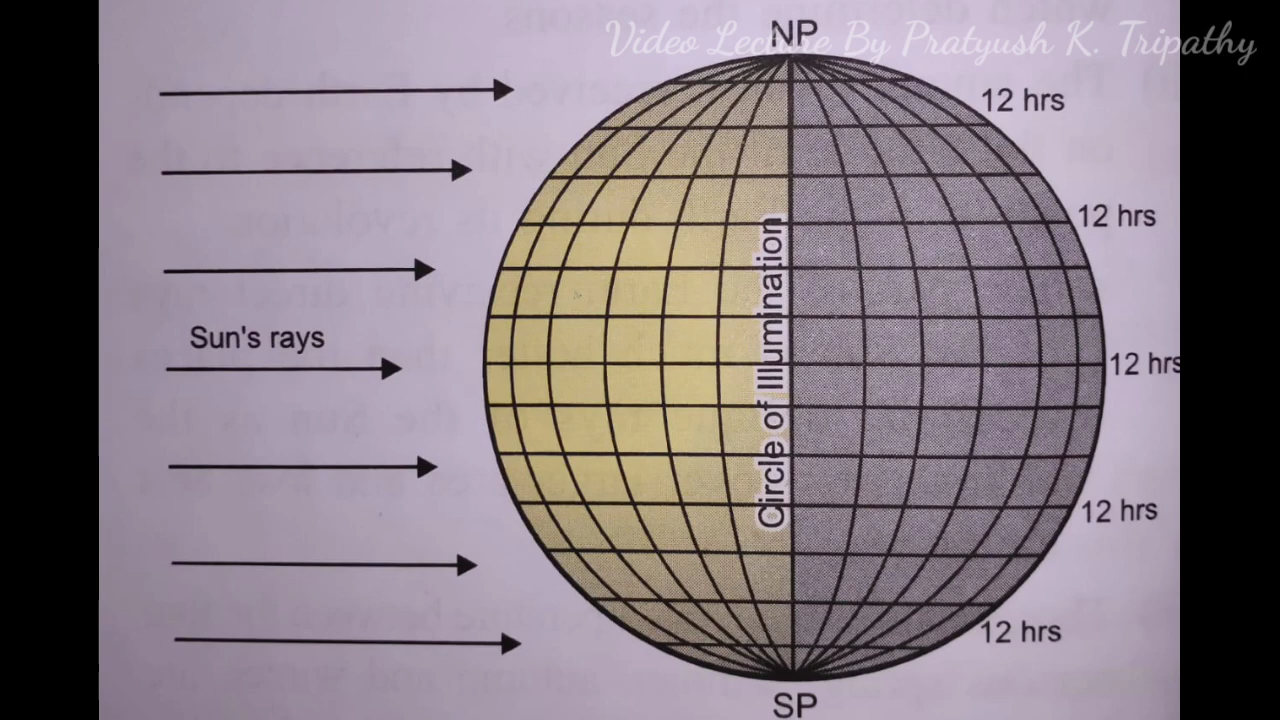 Video Lecture By Pratyush K. Tripathy
NP
12 hrs
12 hrs
Sun's rays
Circle of Illumination
12 hrs
12 hrs
12 hrs
SP